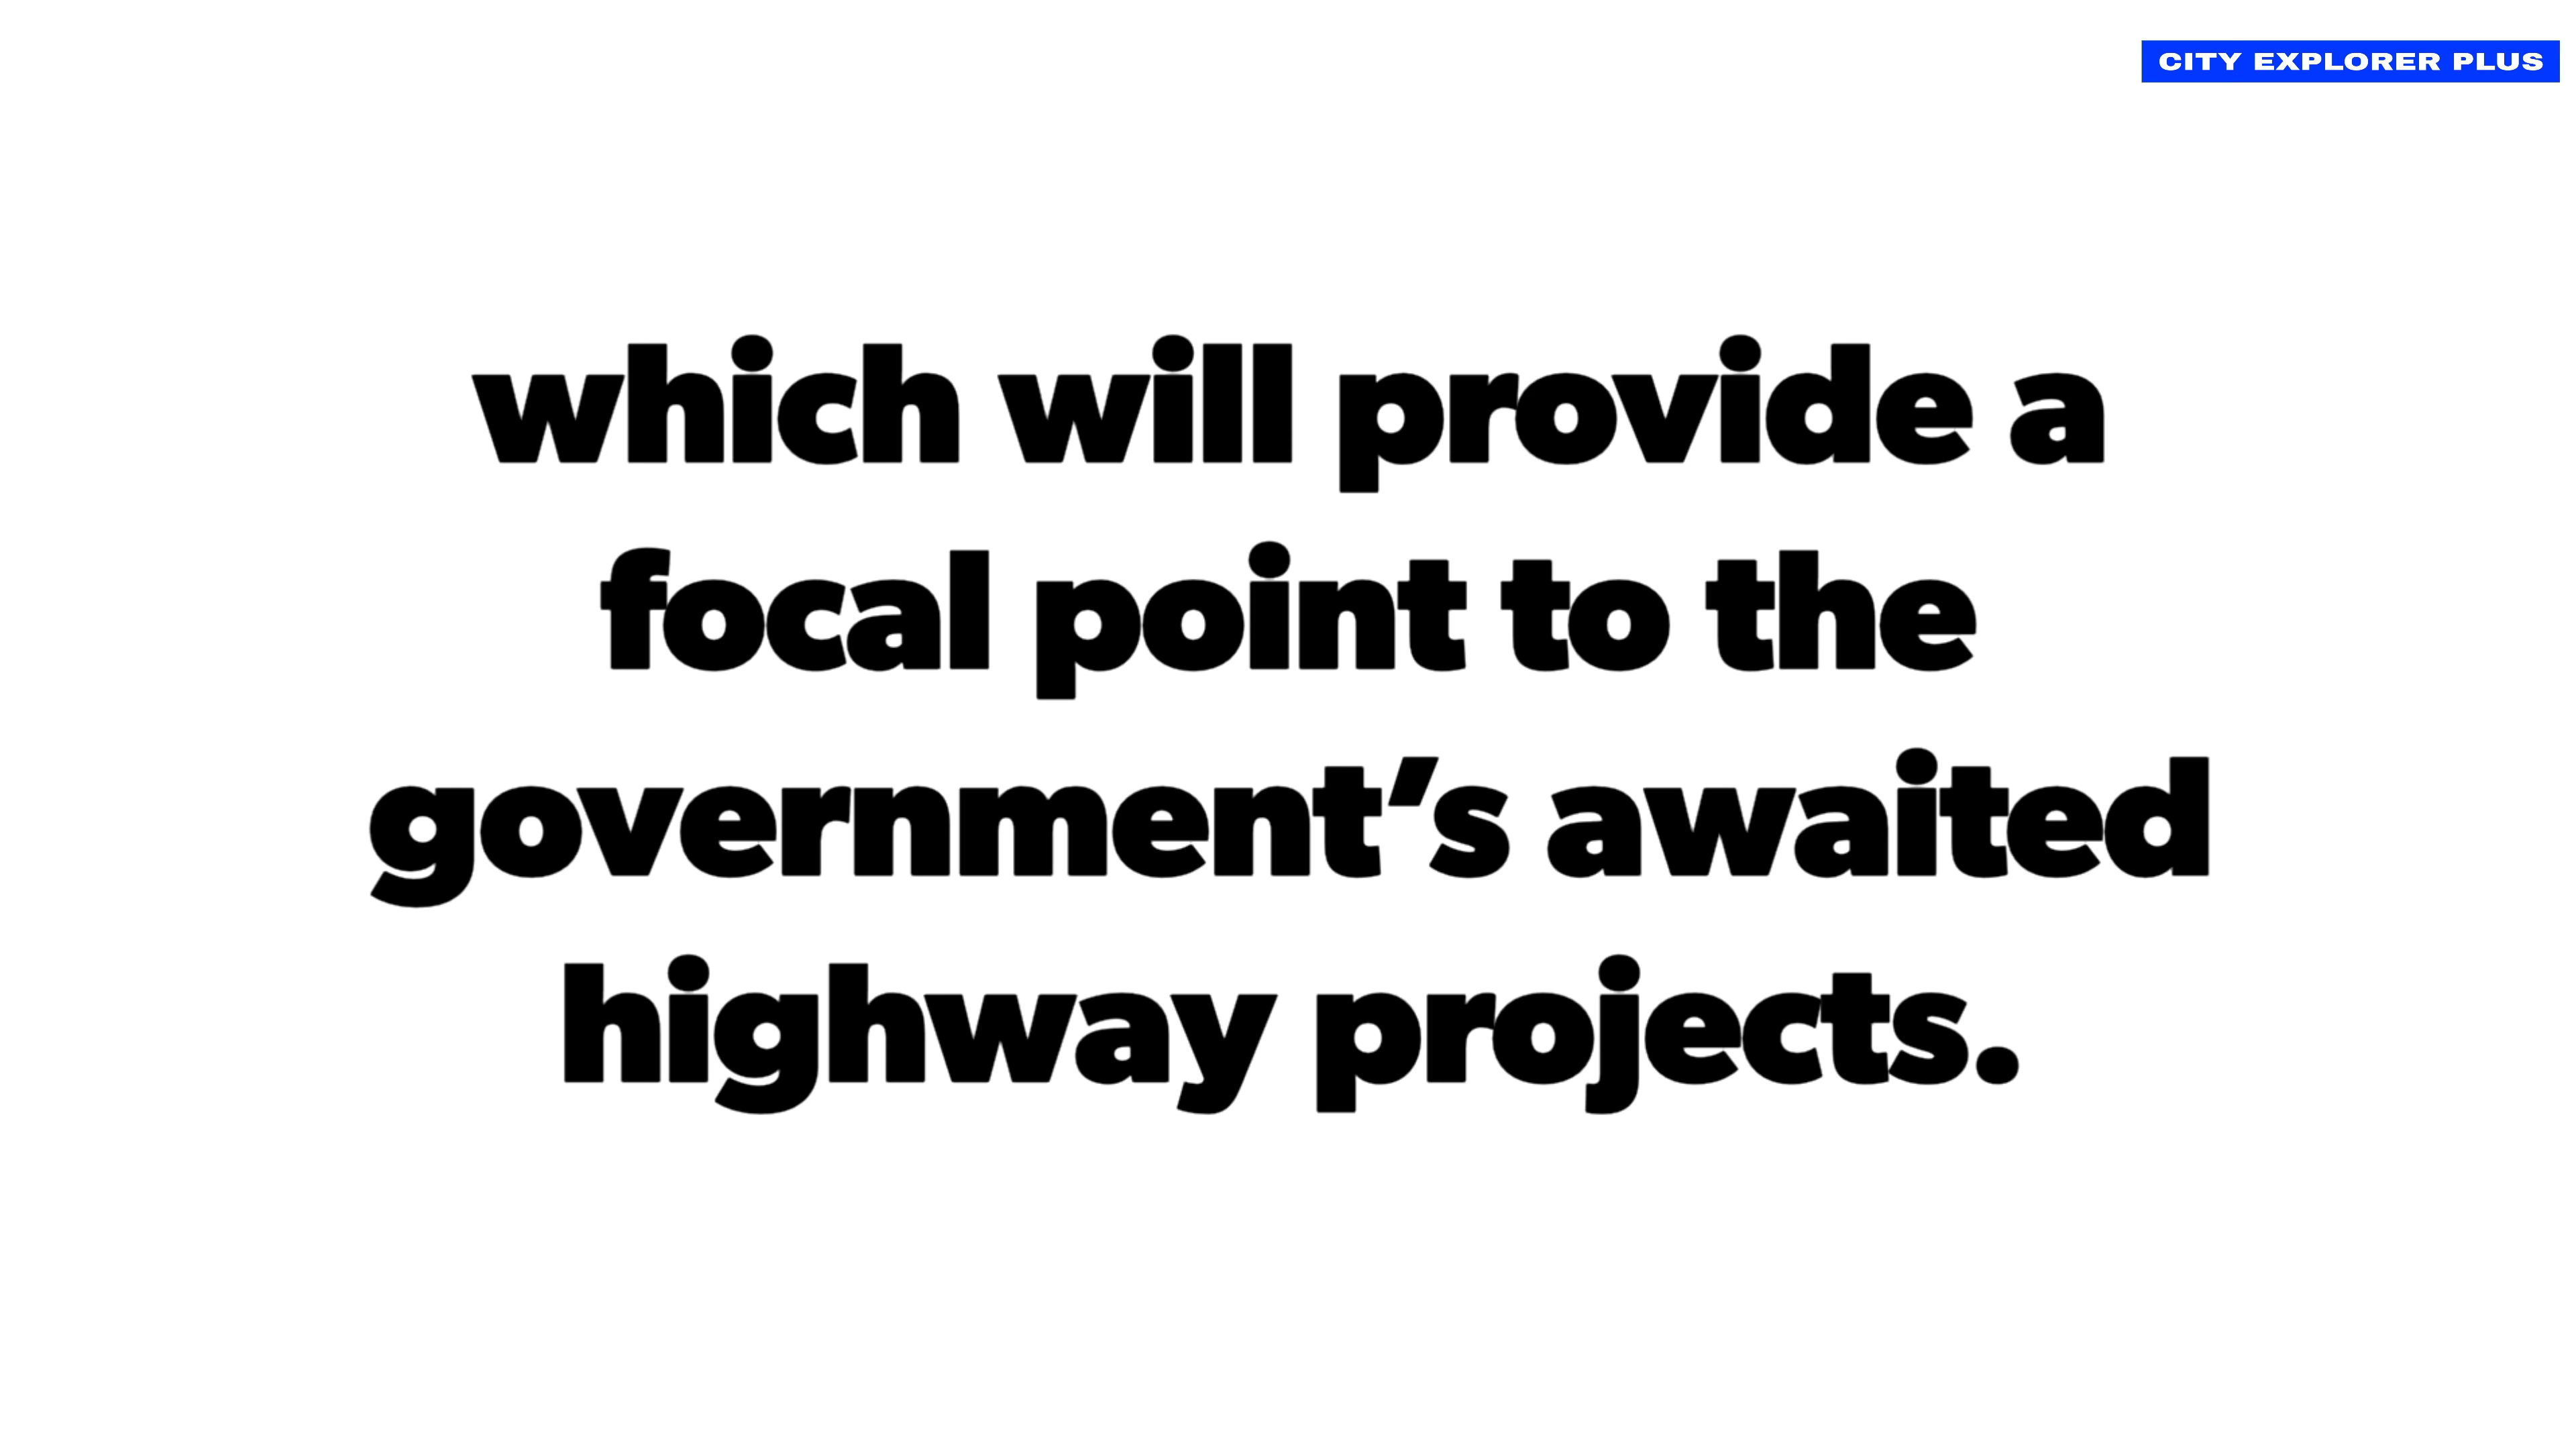 CITY EXPLORER PLUS
which will provide a
focal point to the
government’s awaited
highway projects.